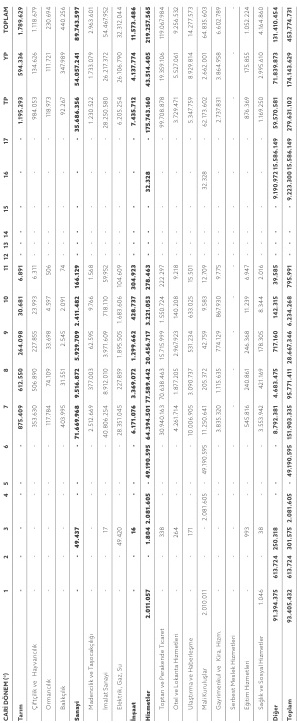 CARİ DÖNEM (*) 1 2 3 4 5 6 7 8 9 10 11 12 13 14 15 16 17 TP YP TOPLAM
Tarım - - - - - - 875.409 612.550 264.098 30.681 6.891 - - - - - - 1.195.393 594.336 1.789.629
Çiftçilik ve Hayvancılık 353.630 506.890 227.855 23.993 6.311 984.053 134.626 1.118.679
Ormancılık 117.784 74.109 33.698 4.597 506 118.973 111.721 230.694
Balıkçılık 403.995 31.551 2.545 2.091 74 92.367 347.989 440.256
Sanayi - - 49.437 - - - 71.669.968 9.516.872 5.929.709 2.411.482 166.129 - - - - - - 35.686.356 54.057.241 89.743.597
Madencilik ve Taşocakçılığı 2.512.669 377.003 62.595 9.766 1.568 1.230.522 1.733.079 2.963.601
İmalat Sanayi 17 40.806.254 8.912.010 3.971.609 718.110 59.952 28.250.580 26.217.372 54.467.952
Elektrik, Gaz, Su 49.420 28.351.045 227.859 1.895.505 1.683.606 104.609 6.205.254 26.106.790 32.312.044
İnşaat - - 16 - - - 6.171.076 3.369.072 1.299.663 428.737 304.923 - - - - - - 7.435.712 4.137.774 11.573.486
Hizmetler 2.011.057 - 1.804 2.081.605 - 49.190.595 64.394.501 77.589.442 20.456.717 3.221.053 278.463 - - - - 32.328 - 175.743.160 43.514.405 219.257.565
Toptan ve Perakende Ticaret 338 30.940.163 70.638.463 15.755.999 1.550.724 222.297 99.708.878 19.359.106 119.067.984
Otel ve Lokanta Hizmetleri 264 4.261.714 1.877.205 2.967.923 140.208 9.218 3.729.471 5.527.061 9.256.532
Ulaştırma ve Haberleşme 171 10.006.905 3.090.737 531.234 633.025 15.501 5.347.759 8.929.814 14.277.573
Mali Kuruluşlar 2.010.011 2.081.605 49.190.595 11.250.641 205.372 42.759 9.583 12.709 32.328 62.173.602 2.662.001 64.835.603
Gayrimenkul ve Kira. Hizm. 3.835.320 1.115.635 774.129 867.930 9.775 2.737.831 3.864.958 6.602.789
Serbest Meslek Hizmetleri
Eğitim Hizmetleri 993 545.816 240.861 246.368 11.239 6.947 876.369 175.855 1.052.224
Sağlık ve Sosyal Hizmetler 1.046 38 3.553.942 421.169 178.305 8.344 2.016 1.169.250 2.995.610 4.164.860
Diğer 91.394.375 613.724 250.318 - - - 8.792.381 4.683.475 717.160 142.315 39.585 - - - - 9.190.972 15.586.149 59.570.581 71.839.873 131.410.454
Toplam 93.405.432 613.724 301.575 2.081.605 - 49.190.595 151.903.335 95.771.411 28.667.346 6.234.268 795.991 - - - - 9.223.300 15.586.149 279.631.102 174.143.629 453.774.731